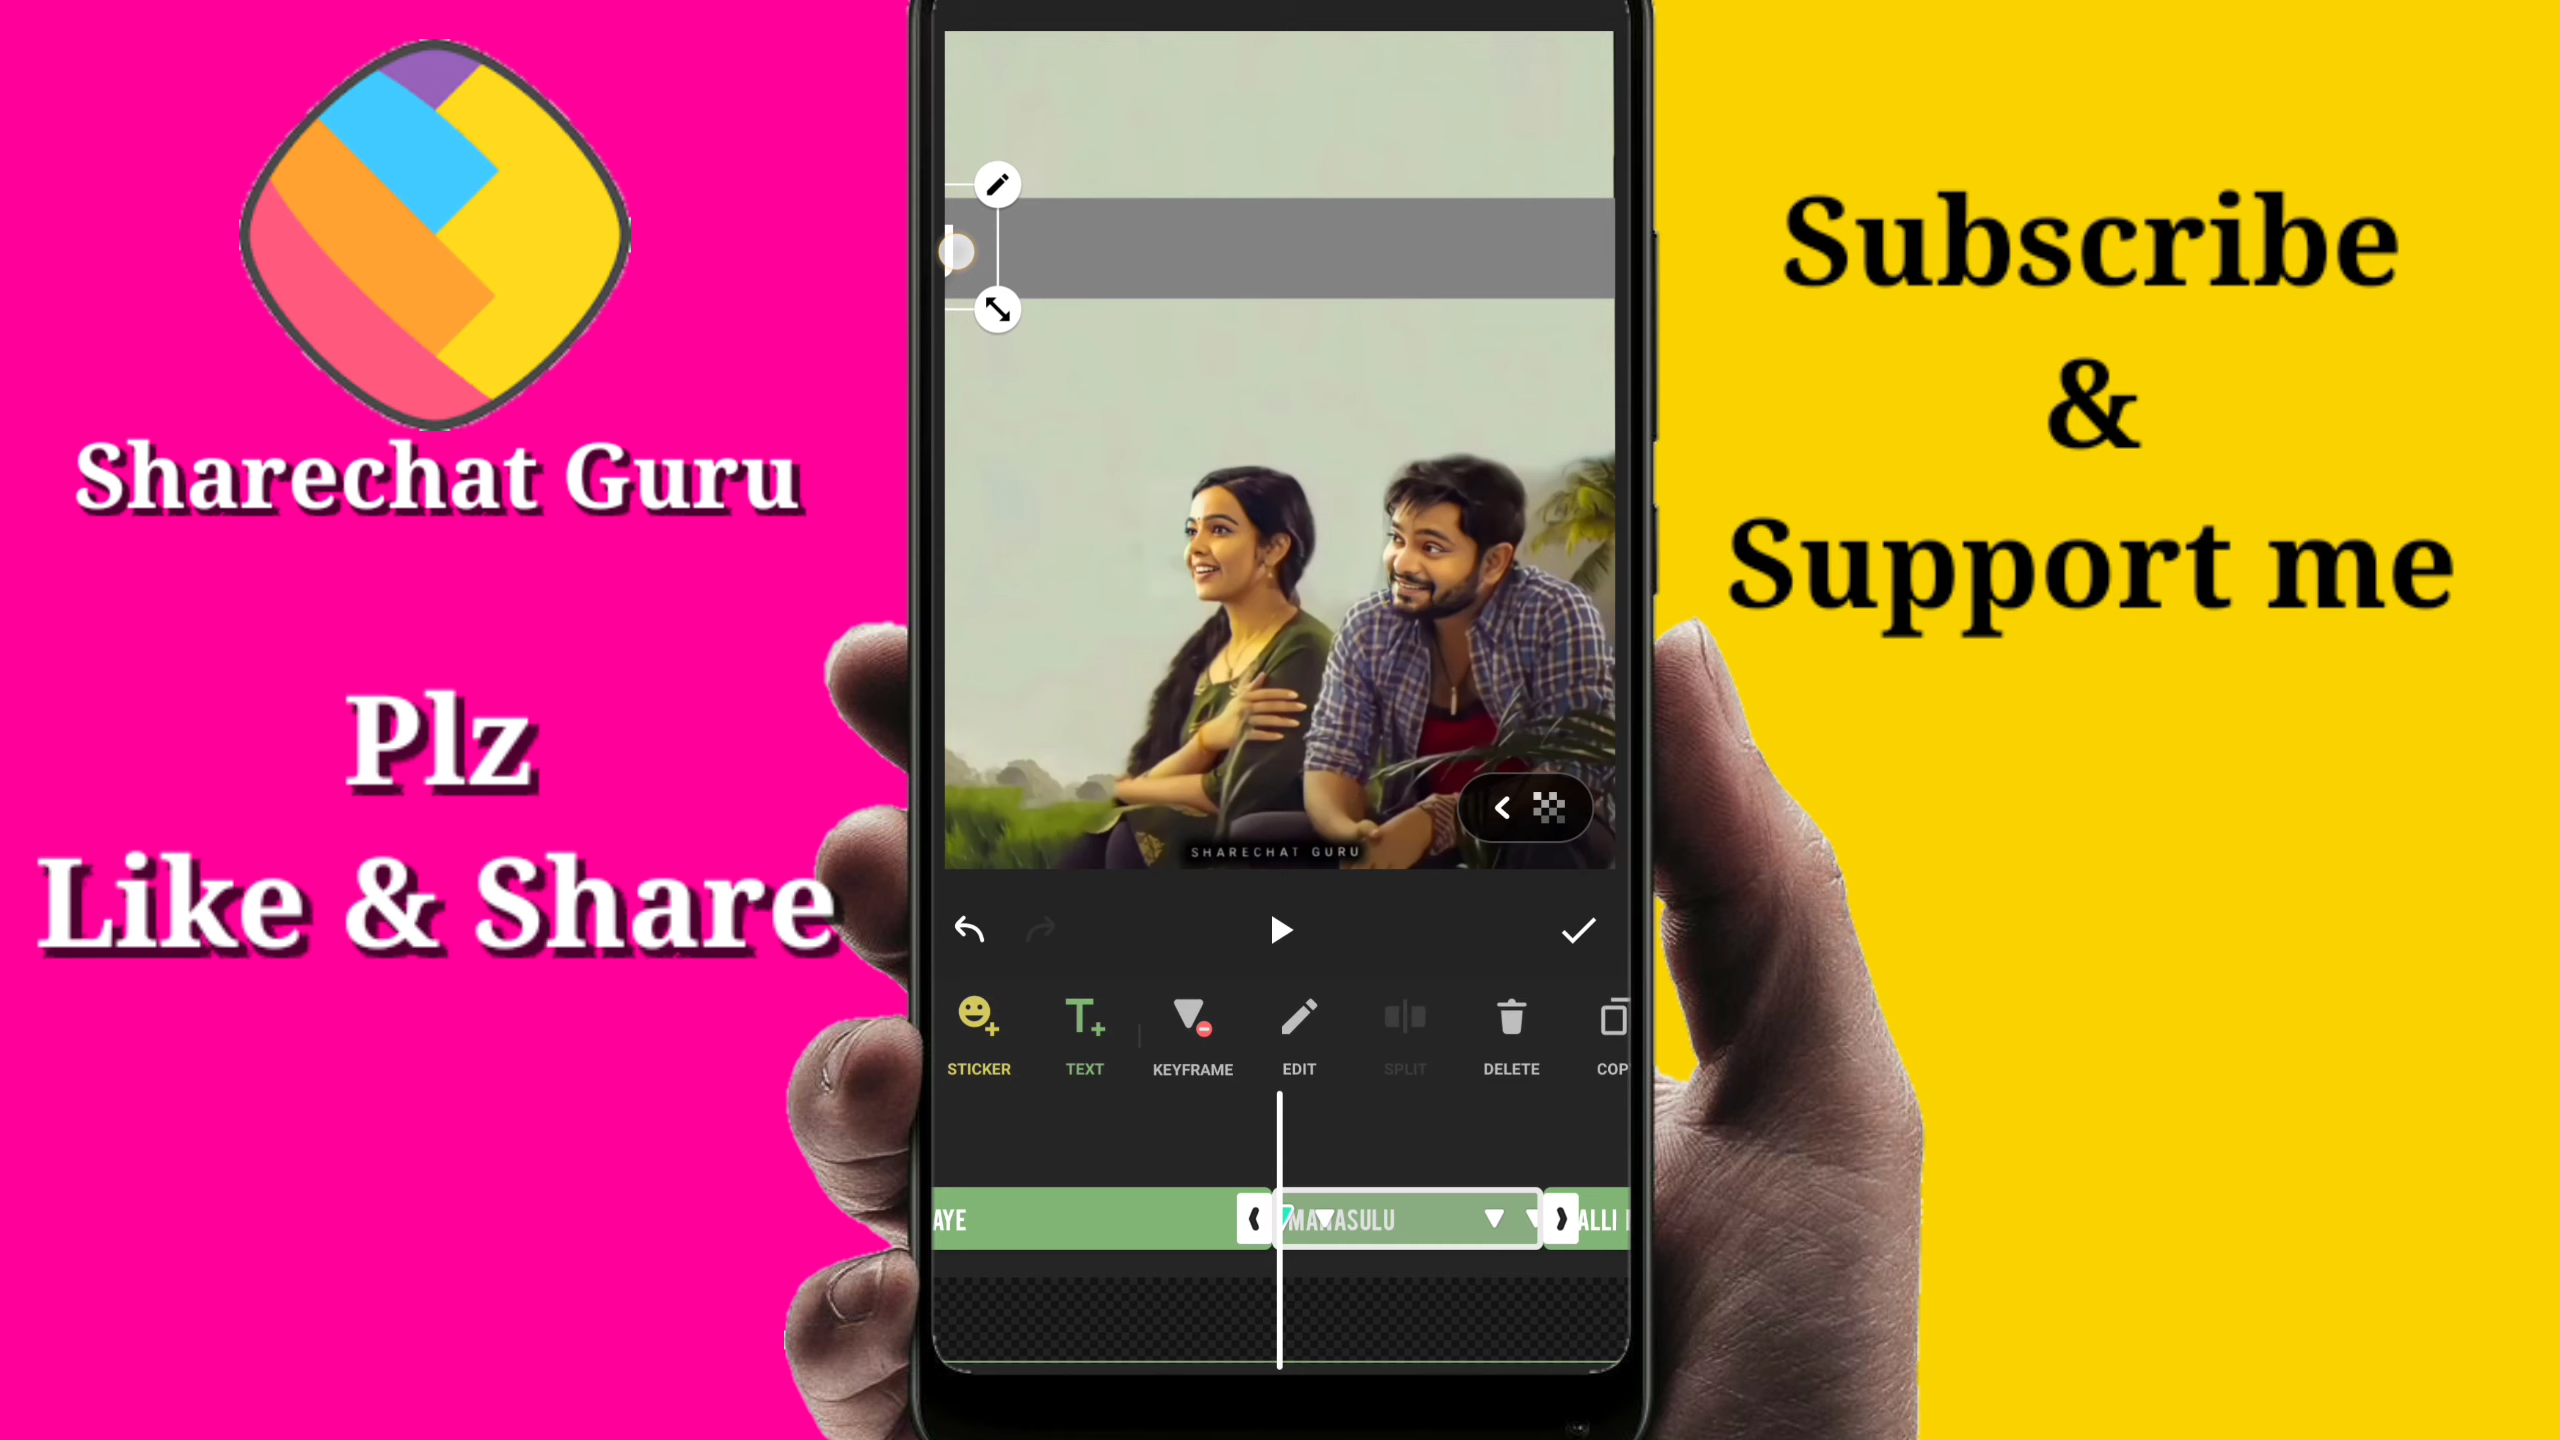 Sharechat Guru
Plz
Like & Share
Subscribe
&
Support me
SHARECHAT GURU
STICKER
TEXT
KEYFRAME
EDIT
SPLIT
DELETE
COP
AYE
MANASULU
ALLI